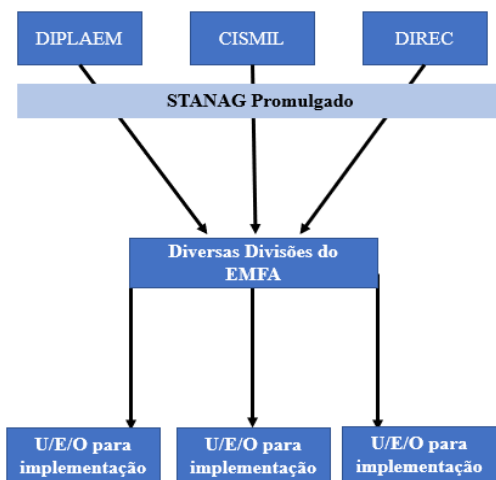 DIPLAEM
CISMIL
DIREC
STANAG Promulgado
Diversas Divisões do
EMFA
U/E/O para
implementação
U/E/O para
implementação
U/E/O para
implementação